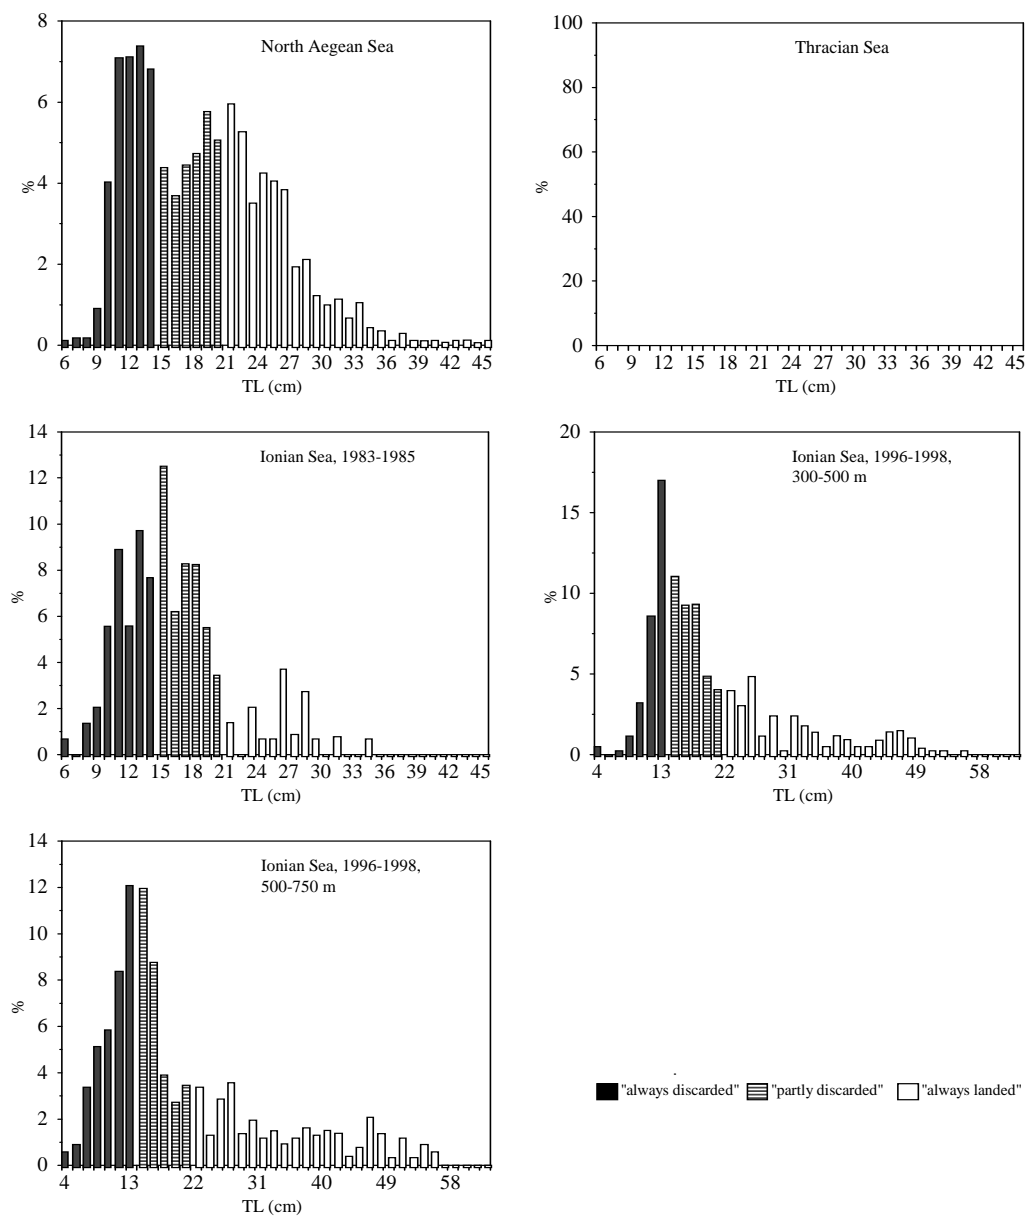 8
6
4
2
0
%
North Aegean Sea
6 9 12 15 18 21 24 27 30 33 36 39 42 45
TL (cm)
100
80
60
40
20
0
%
Thracian Sea
6 9 12 15 18 21 24 27 30 33 36 39 42 45
TL (cm)
14
12
10
8
6
4
2
0
%
Ionian Sea, 1983-1985
6 9 12 15 18 21 24 27 30 33 36 39 42 45
TL (cm)
20
15
10
5
0
%
Ionian Sea, 1996-1998,
300-500 m
4 13 22 31 40 49 58
TL (cm)
14
12
10
8
6
4
2
0
%
Ionian Sea, 1996-1998,
500-750 m
4 13 22 31 40 49 58
TL (cm)
"always discarded" "partly discarded" "always landed"